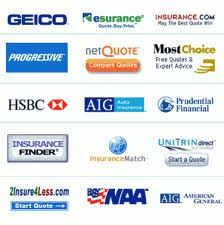 GEICO
esurance
Quote.Buy.Print.
INSURANCE.COM
May The Best Quote Win
PROGRESSIVE
netQUOTE
Compare Quotes
MostChoice
Free Quotes &
Expert Advice
HSBC
AIG Auto
Insurance
Prudential
Financial
INSURANCE
FINDER
InsuranceMatch
UNITRIN direct
Start a Quote
2Insure4Less.com
Start Quote
NAA
AIG AMERICAN
GENERAL